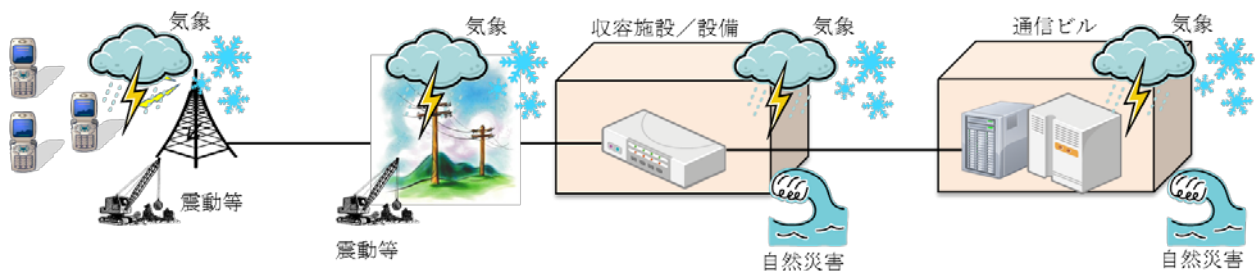 気象
震動等
気象
震動等
収容施設／設備
気象
自然災害
通信ビル
気象
自然災害